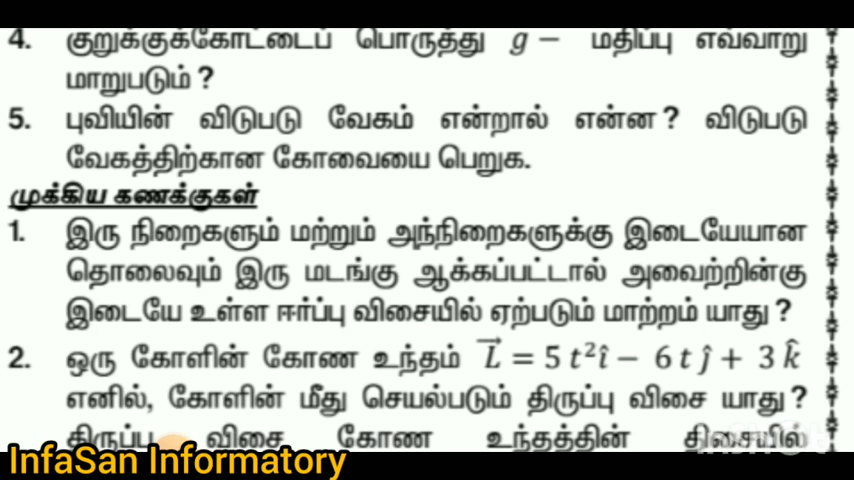 4. குறுக்குக்கோட்டைப் பொருத்து g – மதிப்பு எவ்வாறு
மாறுபடும் ?
5. புவியின் விடுபடு வேகம் என்றால் என்ன ? விடுபடு
வேகத்திற்கான கோவையை பெறுக.
முக்கிய கணக்குகள்
1. இரு நிறைகளும் மற்றும் அந்நிறைகளுக்கு இடையேயான
தொலைவும் இரு மடங்கு ஆக்கப்பட்டால் அவைற்றின்கு
இடையே உள்ள ஈர்ப்பு விசையில் ஏற்படும் மாற்றம் யாது ?
2. ஒரு கோளின் கோண உந்தம் L⃗ = 5 t² î – 6 t ĵ + 3 k̂
எனில், கோளின் மீது செயல்படும் திருப்பு விசை யாது ?
திருப்பு விசை கோண உந்தத்தின் திசையில்
InfaSan Informatory